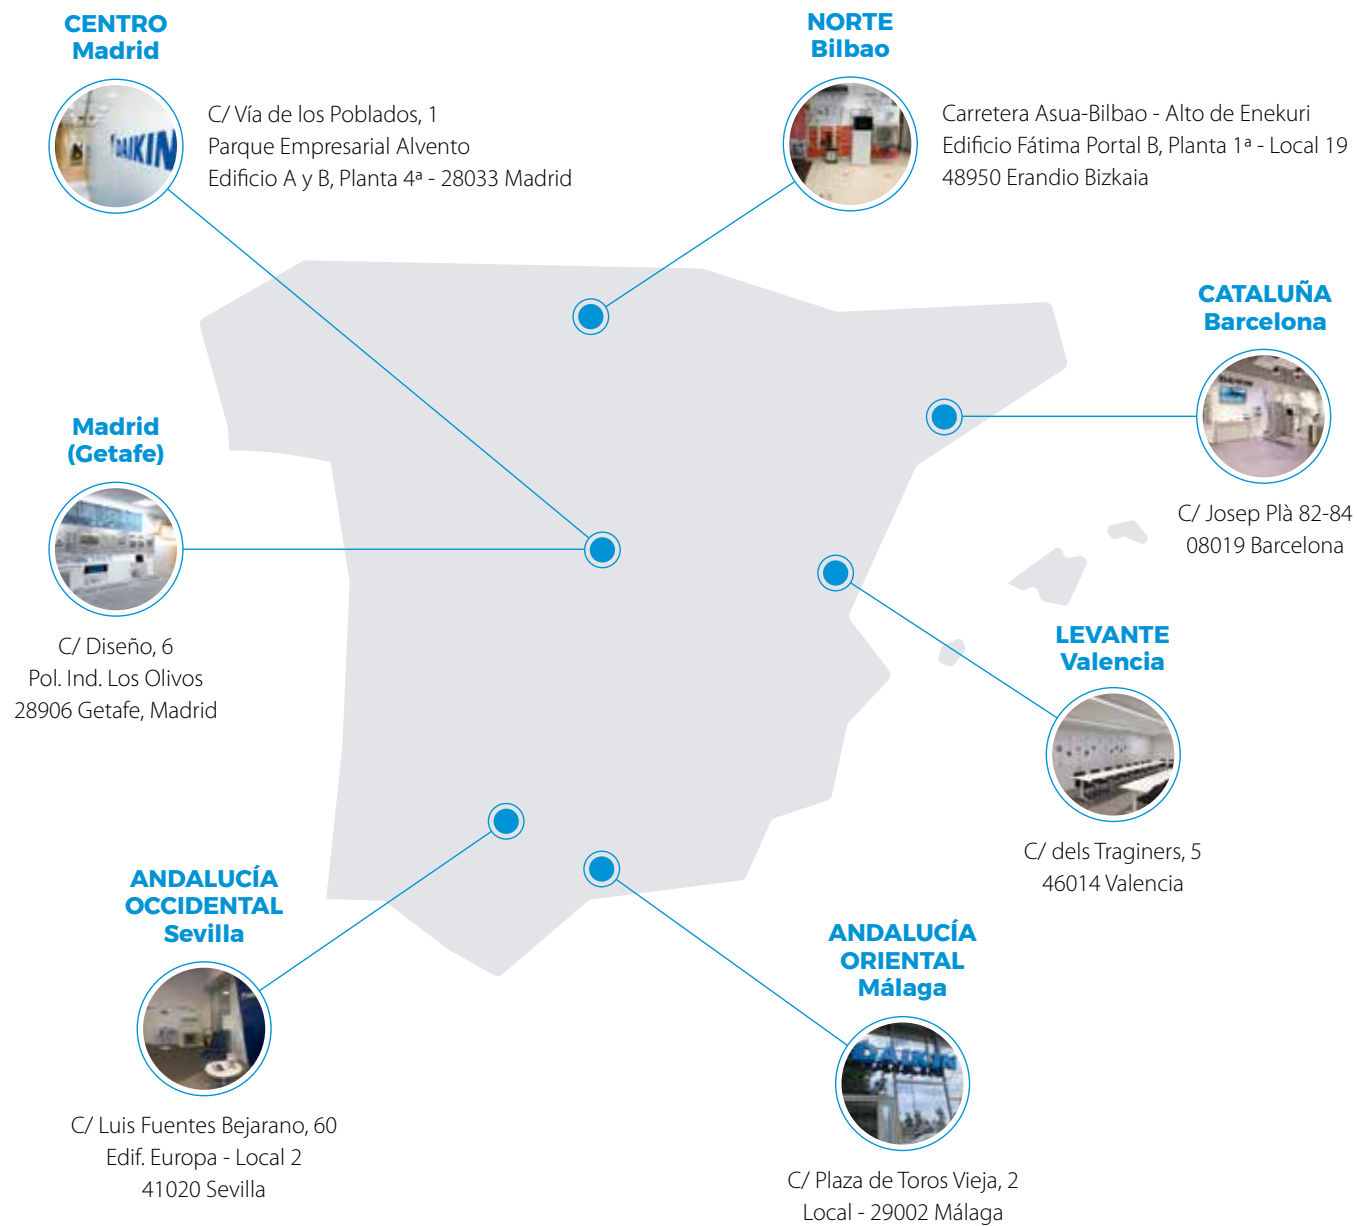 CENTRO
Madrid
DAIKIN
C/ Vía de los Poblados, 1
Parque Empresarial Alvento
Edificio A y B, Planta 4ª - 28033 Madrid
NORTE
Bilbao
Carretera Asua-Bilbao - Alto de Enekuri
Edificio Fátima Portal B, Planta 1ª - Local 19
48950 Erandio Bizkaia
CATALUÑA
Barcelona
C/ Josep Plà 82-84
08019 Barcelona
Madrid
(Getafe)
C/ Diseño, 6
Pol. Ind. Los Olivos
28906 Getafe, Madrid
LEVANTE
Valencia
C/ dels Traginers, 5
46014 Valencia
ANDALUCÍA
OCCIDENTAL
Sevilla
C/ Luis Fuentes Bejarano, 60
Edif. Europa - Local 2
41020 Sevilla
ANDALUCÍA
ORIENTAL
Málaga
DAIKIN
C/ Plaza de Toros Vieja, 2
Local - 29002 Málaga